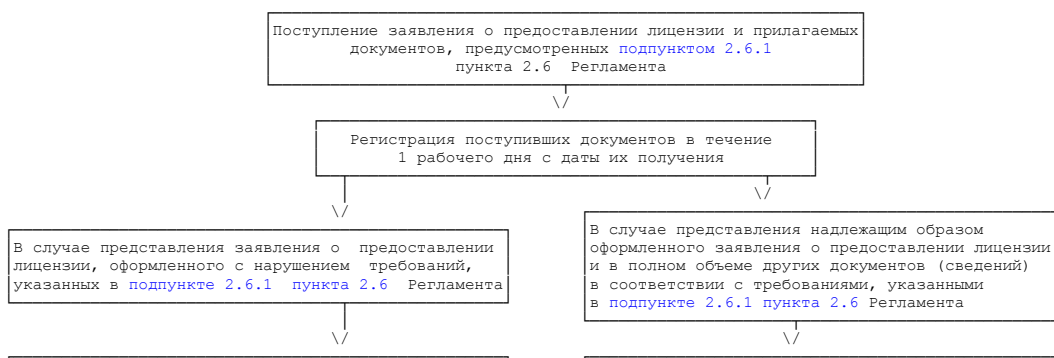 Поступление заявления о предоставлении лицензии и прилагаемых
документов, предусмотренных подпунктом 2.6.1
пункта 2.6 Регламента
\/
Регистрация поступивших документов в течение
1 рабочего дня с даты их получения
\/
\/
В случае представления заявления о предоставлении
лицензии, оформленного с нарушением требований,
указанных в подпункте 2.6.1 пункта 2.6 Регламента
\/
В случае представления надлежащим образом
оформленного заявления о предоставлении лицензии
и в полном объеме других документов (сведений)
в соответствии с требованиями, указанными
в подпункте 2.6.1 пункта 2.6 Регламента
\/